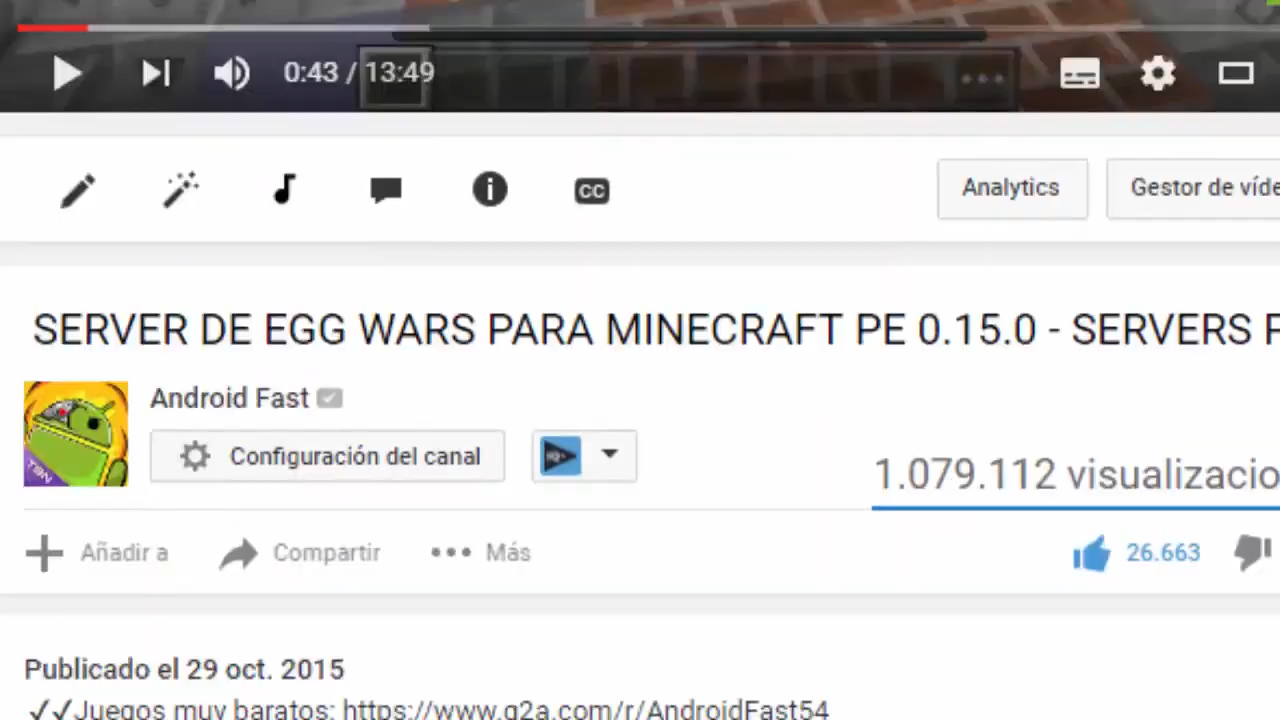 0:43 / 13:49
CC
Analytics
Gestor de víde
SERVER DE EGG WARS PARA MINECRAFT PE 0.15.0 - SERVERS P
Android Fast
TBN
Configuración del canal
1.079.112 visualizacio
Añadir a
Compartir
Más
26.663
Publicado el 29 oct. 2015
✓✓Juegos muy baratos: https://www.g2a.com/r/AndroidFast54